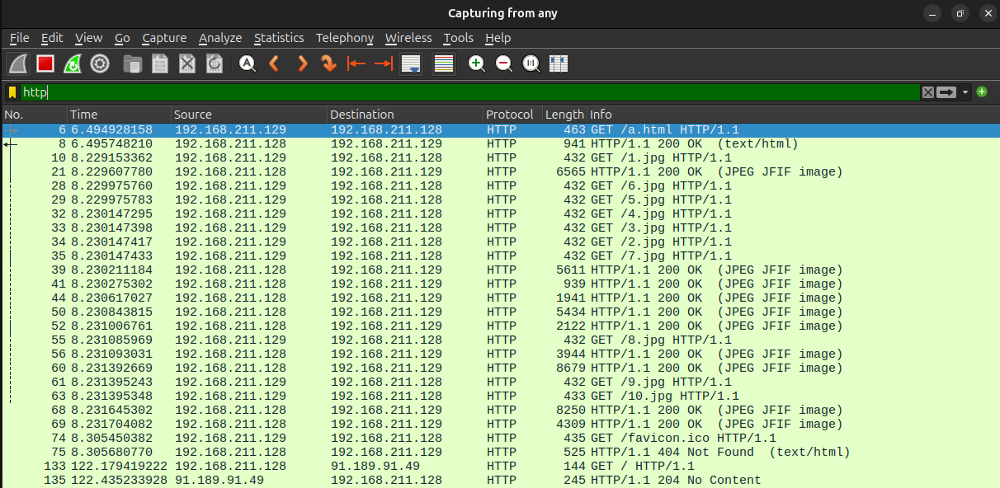 Capturing from any
File Edit View Go Capture Analyze Statistics Telephony Wireless Tools Help
http
No. Time Source Destination Protocol Length Info
6 6.494928158 192.168.211.129 192.168.211.128 HTTP 463 GET /a.html HTTP/1.1
8 6.495748210 192.168.211.128 192.168.211.129 HTTP 941 HTTP/1.1 200 OK (text/html)
10 8.229153362 192.168.211.129 192.168.211.128 HTTP 432 GET /1.jpg HTTP/1.1
21 8.229607780 192.168.211.128 192.168.211.129 HTTP 6565 HTTP/1.1 200 OK (JPEG JFIF image)
28 8.229975760 192.168.211.129 192.168.211.128 HTTP 432 GET /6.jpg HTTP/1.1
29 8.229975783 192.168.211.129 192.168.211.128 HTTP 432 GET /5.jpg HTTP/1.1
32 8.230147295 192.168.211.129 192.168.211.128 HTTP 432 GET /4.jpg HTTP/1.1
33 8.230147398 192.168.211.129 192.168.211.128 HTTP 432 GET /3.jpg HTTP/1.1
34 8.230147417 192.168.211.129 192.168.211.128 HTTP 432 GET /2.jpg HTTP/1.1
35 8.230147433 192.168.211.129 192.168.211.128 HTTP 432 GET /7.jpg HTTP/1.1
39 8.230211184 192.168.211.128 192.168.211.129 HTTP 5611 HTTP/1.1 200 OK (JPEG JFIF image)
41 8.230275302 192.168.211.128 192.168.211.129 HTTP 939 HTTP/1.1 200 OK (JPEG JFIF image)
44 8.230617027 192.168.211.128 192.168.211.129 HTTP 1941 HTTP/1.1 200 OK (JPEG JFIF image)
50 8.230843815 192.168.211.128 192.168.211.129 HTTP 5434 HTTP/1.1 200 OK (JPEG JFIF image)
52 8.231006761 192.168.211.128 192.168.211.129 HTTP 2122 HTTP/1.1 200 OK (JPEG JFIF image)
55 8.231085969 192.168.211.129 192.168.211.128 HTTP 432 GET /8.jpg HTTP/1.1
56 8.231093031 192.168.211.128 192.168.211.129 HTTP 3944 HTTP/1.1 200 OK (JPEG JFIF image)
60 8.231392669 192.168.211.128 192.168.211.129 HTTP 8679 HTTP/1.1 200 OK (JPEG JFIF image)
61 8.231395243 192.168.211.129 192.168.211.128 HTTP 432 GET /9.jpg HTTP/1.1
63 8.231395348 192.168.211.129 192.168.211.128 HTTP 433 GET /10.jpg HTTP/1.1
68 8.231645302 192.168.211.128 192.168.211.129 HTTP 8250 HTTP/1.1 200 OK (JPEG JFIF image)
69 8.231704082 192.168.211.128 192.168.211.129 HTTP 4309 HTTP/1.1 200 OK (JPEG JFIF image)
74 8.305450382 192.168.211.129 192.168.211.128 HTTP 435 GET /favicon.ico HTTP/1.1
75 8.305680770 192.168.211.128 192.168.211.129 HTTP 525 HTTP/1.1 404 Not Found (text/html)
133 122.179419222 192.168.211.128 91.189.91.49 HTTP 144 GET / HTTP/1.1
135 122.435233928 91.189.91.49 192.168.211.128 HTTP 245 HTTP/1.1 204 No Content